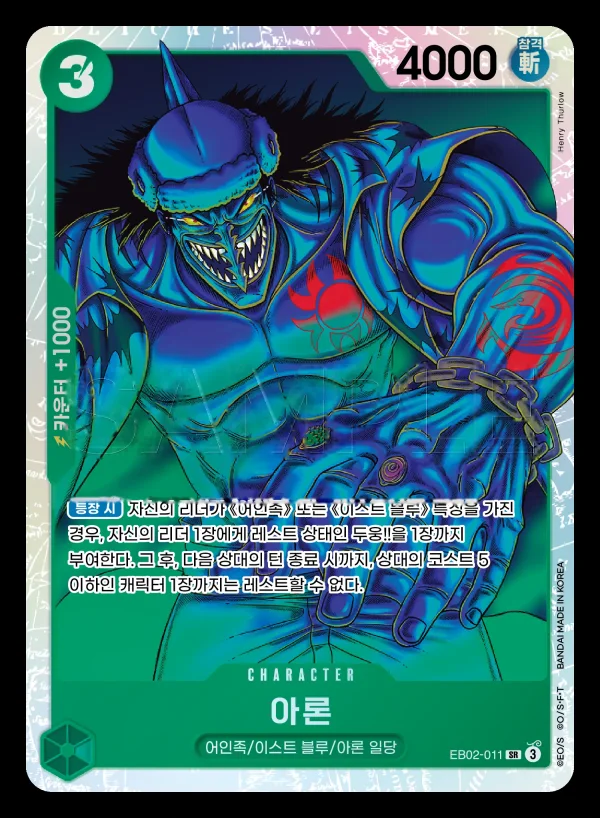 3
4000
참격
斬
Henry Thurlow
카운터 +1000
SAMPLE
등장 시 자신의 리더가 《어인족》 또는 《이스트 블루》 특징을 가진
경우, 자신의 리더 1장에게 레스트 상태인 두웅!!을 1장까지
부여한다. 그 후, 다음 상대의 턴 종료 시까지, 상대의 코스트 5
이하인 캐릭터 1장까지는 레스트할 수 없다.
CHARACTER
아론
어인족/이스트 블루/아론 일당
EB02-011 SR 3
©EO/S ©O/S·F·T BANDAI MADE IN KOREA